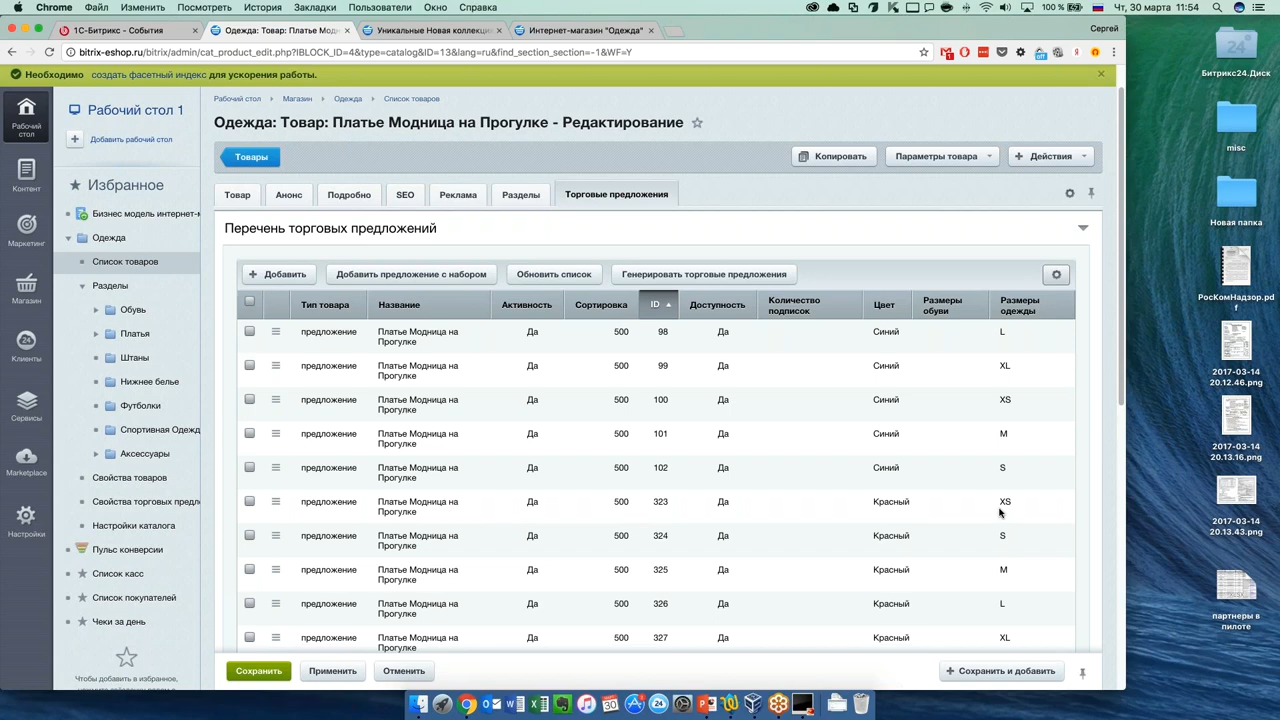 Chrome Файл Изменить Посмотреть История Закладки Пользователи Окно Справка 100 % Чт, 30 марта 11:54
1С-Битрикс - События Одежда: Товар: Платье Модн Уникальные Новая коллекци Интернет-магазин "Одежда" Сергей
bitrix-eshop.ru/bitrix/admin/cat_product_edit.php?IBLOCK_ID=4&type=catalog&ID=13&lang=ru&find_section_section=-1&WF=Y
Необходимо создать фасетный индекс для ускорения работы.
Рабочий стол
Контент
Маркетинг
Магазин
24
Клиенты
Сервисы
Marketplace
Настройки
Рабочий стол 1
Добавить рабочий стол
Избранное
Бизнес модель интернет-м
Одежда
Список товаров
Разделы
Обувь
Платья
Штаны
Нижнее белье
Футболки
Спортивная Одежд
Аксессуары
Свойства товаров
Свойства торговых предл
Настройки каталога
Пульс конверсии
Список касс
Список покупателей
Чеки за день
Чтобы добавить в избранное,
Рабочий стол Магазин Одежда Список товаров
Одежда: Товар: Платье Модница на Прогулке - Редактирование
Товары Копировать Параметры товара Действия
Товар Анонс Подробно SEO Реклама Разделы Торговые предложения
Перечень торговых предложений
Добавить Добавить предложение с набором Обновить список Генерировать торговые предложения
Тип товара Название Активность Сортировка ID Доступность Количество подписок Цвет Размеры обуви Размеры одежды
предложение Платье Модница на Прогулке Да 500 98 Да Синий L
предложение Платье Модница на Прогулке Да 500 99 Да Синий XL
предложение Платье Модница на Прогулке Да 500 100 Да Синий XS
предложение Платье Модница на Прогулке Да 500 101 Да Синий M
предложение Платье Модница на Прогулке Да 500 102 Да Синий S
предложение Платье Модница на Прогулке Да 500 323 Да Красный XS
предложение Платье Модница на Прогулке Да 500 324 Да Красный S
предложение Платье Модница на Прогулке Да 500 325 Да Красный M
предложение Платье Модница на Прогулке Да 500 326 Да Красный L
предложение Платье Модница на Прогулке Да 500 327 Да Красный XL
Сохранить Применить Отменить Сохранить и добавить
24
Битрикс24.Диск
misc
Новая папка
РосКомНадзор.pd
f
2017-03-14
20.12.46.png
2017-03-14
20.13.16.png
2017-03-14
20.13.43.png
партнеры в
пилоте